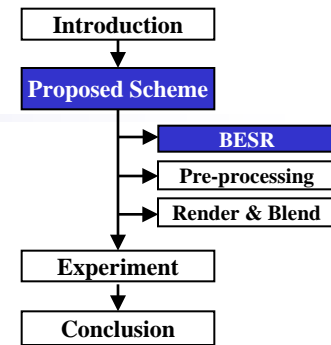 Introduction
Proposed Scheme
BESR
Pre-processing
Render & Blend
Experiment
Conclusion